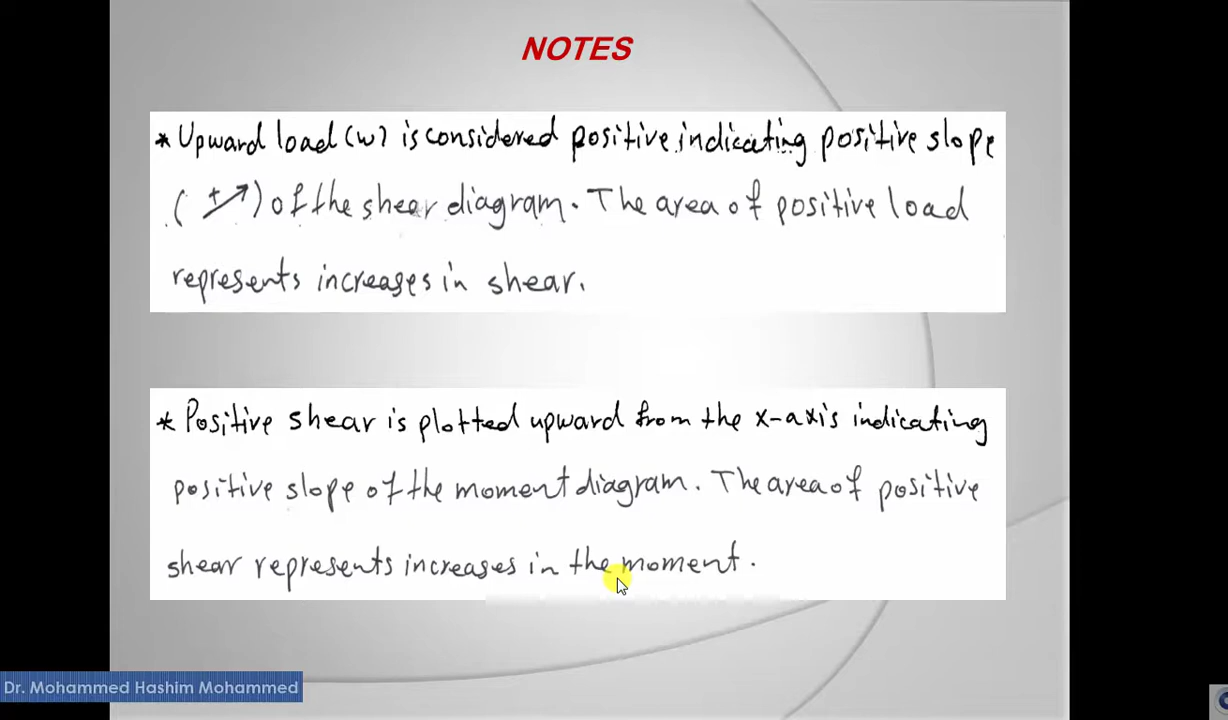 NOTES
* Upward load (w) is considered positive indicating positive slope
( + ↗ ) of the shear diagram. The area of positive load
represents increases in shear.
* Positive shear is plotted upward from the x-axis indicating
positive slope of the moment diagram. The area of positive
shear represents increases in the moment.
Dr. Mohammed Hashim Mohammed